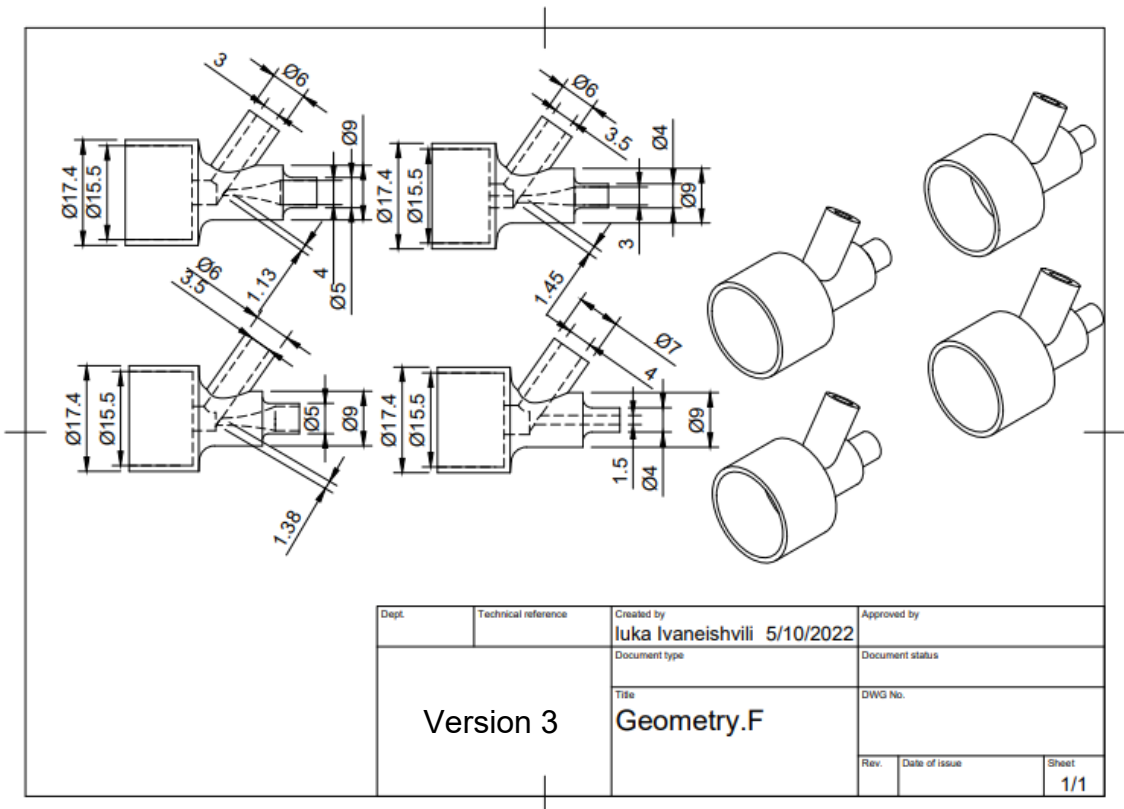 3
Ø6
Ø9
Ø17.4
Ø15.5
1.13
4
Ø5
Ø6
3.5
Ø4
Ø17.4
Ø15.5
Ø9
3
1.45
Ø6
3.5
Ø17.4
Ø15.5
Ø5
Ø9
1.38
Ø7
4
Ø17.4
Ø15.5
Ø9
1.5
Ø4
Dept.
Technical reference
Created by
luka Ivaneishvili 5/10/2022
Approved by
Document type
Document status
Version 3
Title
Geometry.F
DWG No.
Rev.
Date of issue
Sheet
1/1